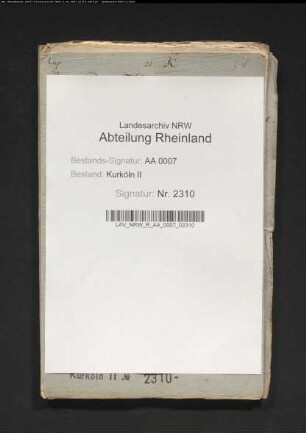 Landesarchiv NRW
Abteilung Rheinland
Bestands-Signatur: AA 0007
Bestand: Kurköln II
Signatur: Nr. 2310
LAV_NRW_R_AA_0007_02310
Kurköln II № 2310-